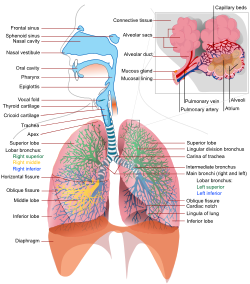 Capillary beds
Connective tissue
Alveolar sacs
Alveolar duct
Mucous gland
Mucosal lining
Pulmonary vein
Pulmonary artery
Alveoli
Atrium
Frontal sinus
Sphenoid sinus
Nasal cavity
Nasal vestibule
Oral cavity
Pharynx
Epiglottis
Vocal fold
Thyroid cartilage
Cricoid cartilage
Trachea
Apex
Superior lobe
Lobar bronchus:
Right superior
Right middle
Right inferior
Horizontal fissure
Oblique fissure
Middle lobe
Inferior lobe
Diaphragm
Superior lobe
Lingular division bronchus
Carina of trachea
Intermediate bronchus
Main bronchi (right and left)
Lobar bronchus:
Left superior
Left inferior
Oblique fissure
Cardiac notch
Lingula of lung
Inferior lobe